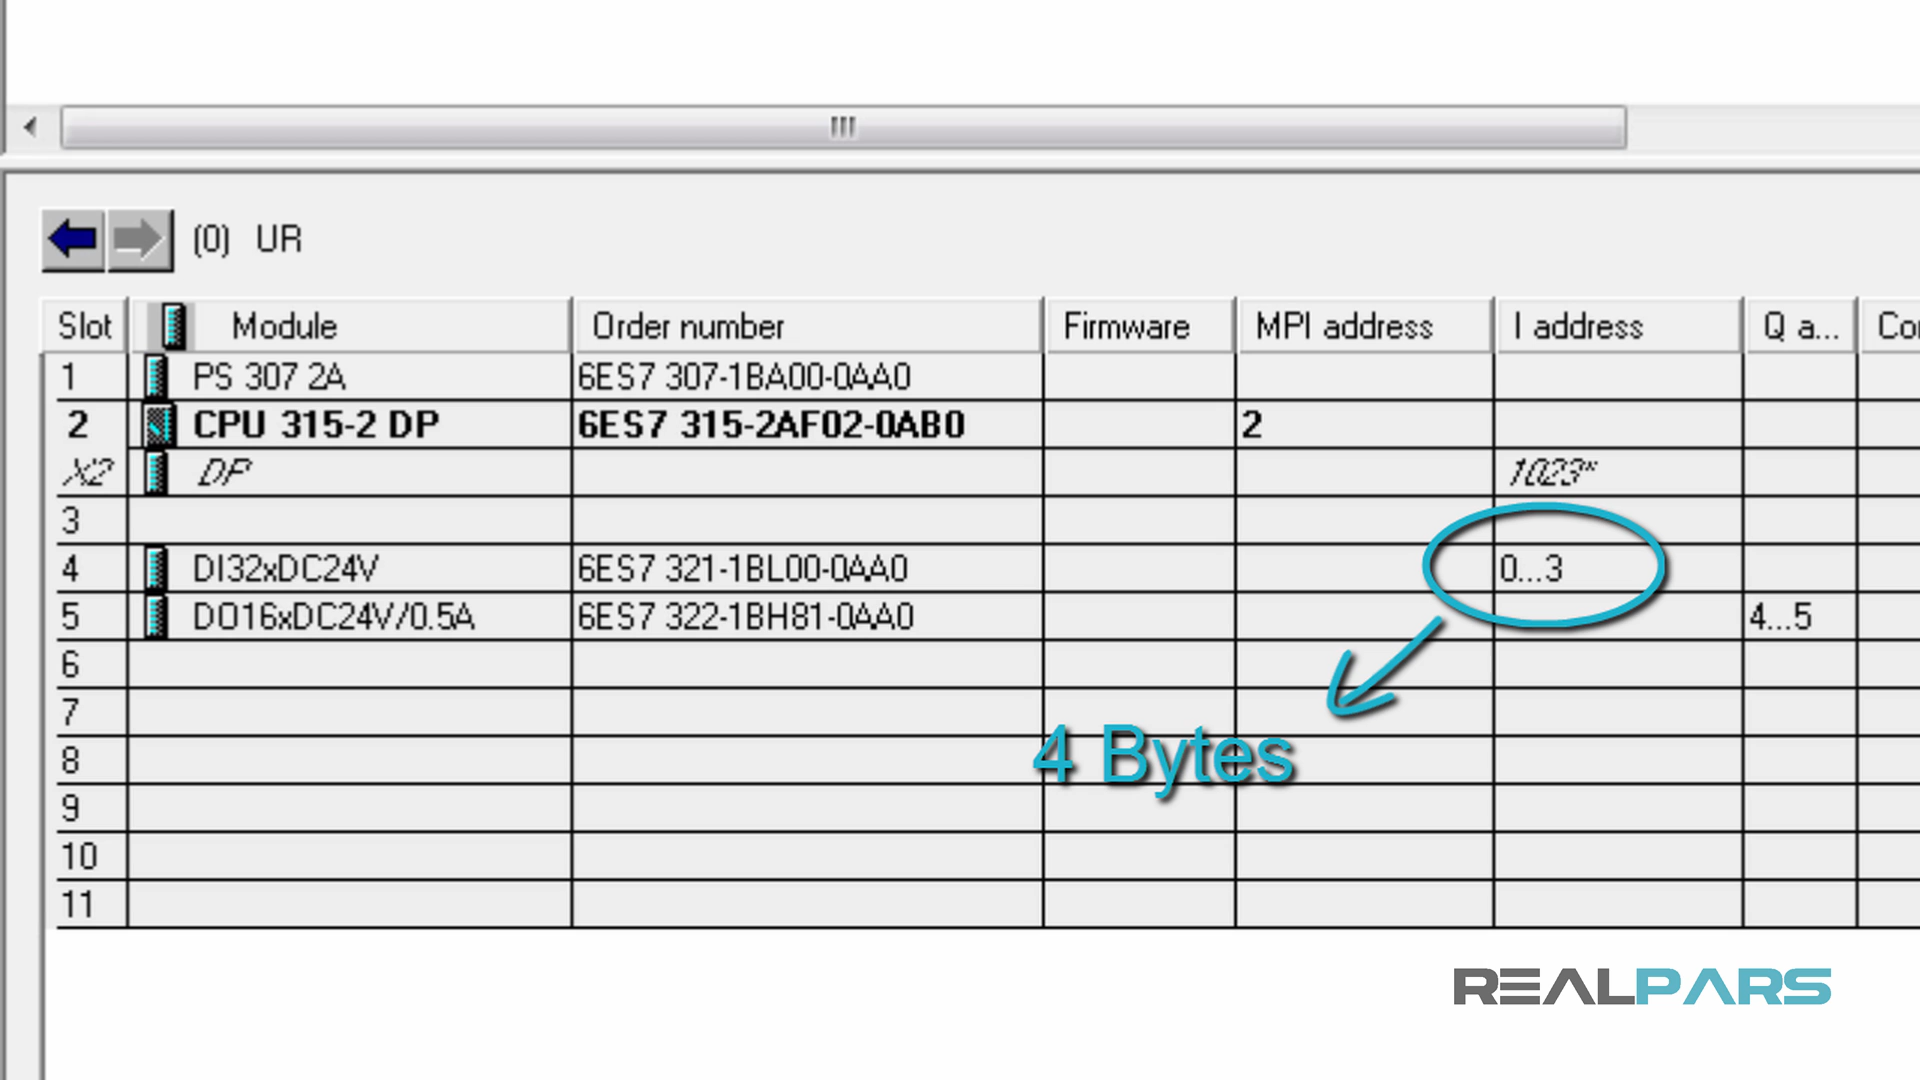 (0) UR
Slot Module Order number Firmware MPI address I address Q a... Co
1 PS 307 2A 6ES7 307-1BA00-0AA0
2 CPU 315-2 DP 6ES7 315-2AF02-0AB0 2
X2 DP 1023*
3
4 DI32xDC24V 6ES7 321-1BL00-0AA0 0...3
5 DO16xDC24V/0.5A 6ES7 322-1BH81-0AA0 4...5
6
7
4 Bytes
8
9
10
11
REALPARS